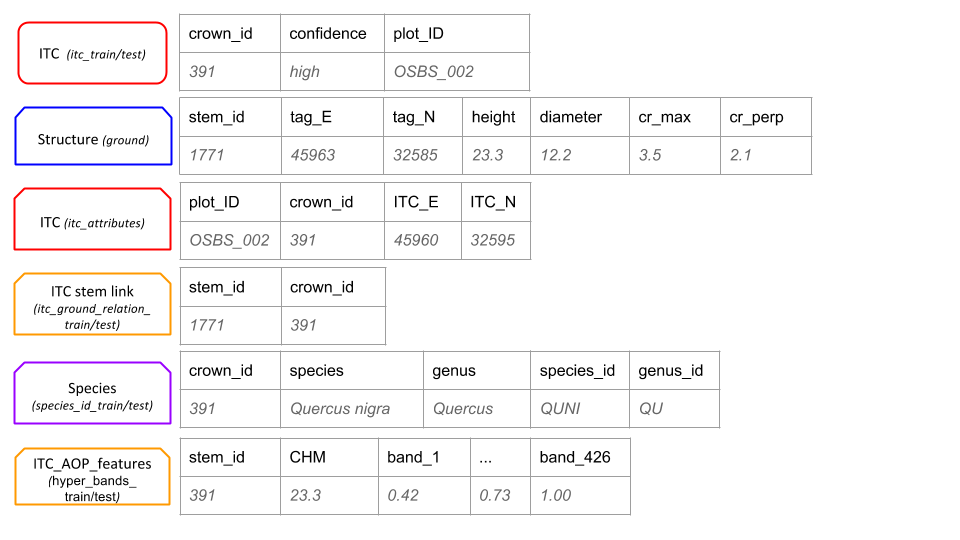 crown_id confidence plot_ID
ITC (itc_train/test)
391 high OSBS_002
stem_id tag_E tag_N height diameter cr_max cr_perp
Structure (ground)
1771 45963 32585 23.3 12.2 3.5 2.1
plot_ID crown_id ITC_E ITC_N
ITC (itc_attributes)
OSBS_002 391 45960 32595
ITC stem link
(itc_ground_relation_
train/test)
stem_id crown_id
1771 391
crown_id species genus species_id genus_id
Species
(species_id_train/test)
391 Quercus nigra Quercus QUNI QU
ITC_AOP_features
(hyper_bands_
train/test)
stem_id CHM band_1 ... band_426
391 23.3 0.42 0.73 1.00